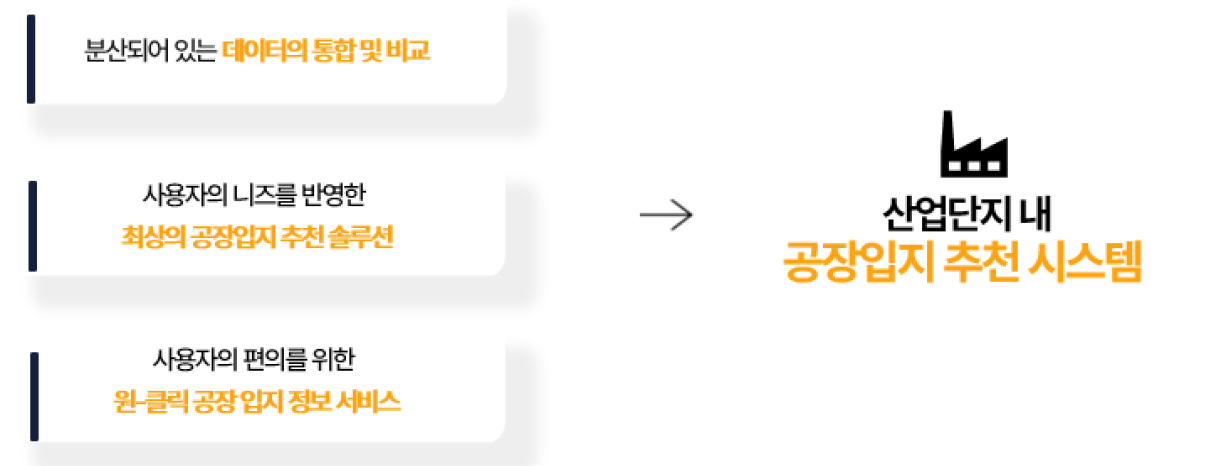 분산되어 있는 데이터의 통합 및 비교
사용자의 니즈를 반영한
최상의 공장입지 추천 솔루션
사용자의 편의를 위한
원-클릭 공장 입지 정보 서비스
산업단지 내
공장입지 추천 시스템